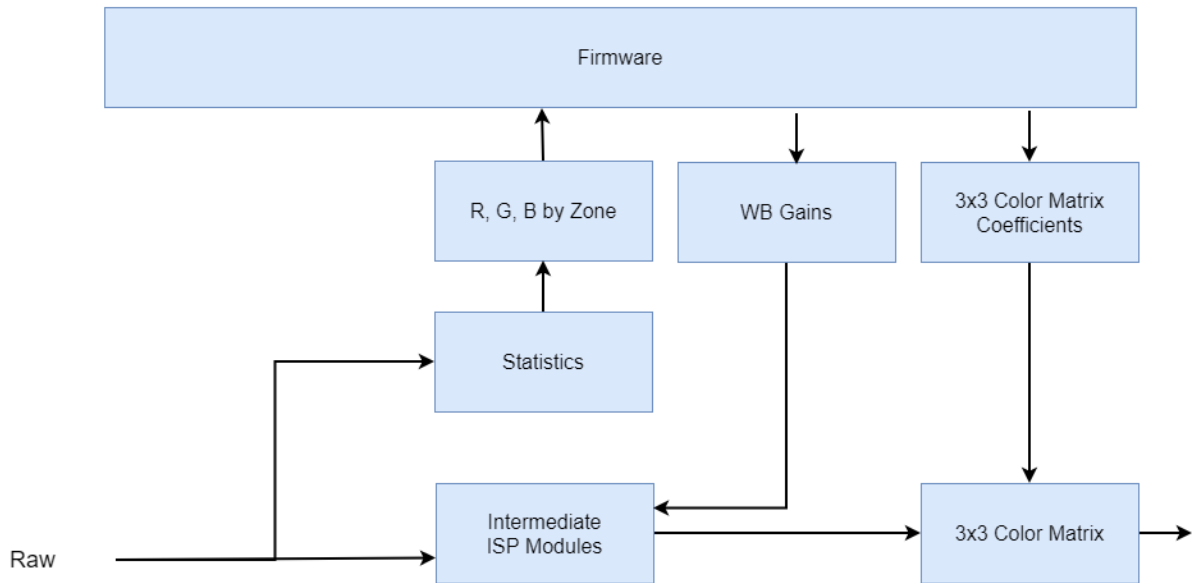 Firmware
R, G, B by Zone
WB Gains
3x3 Color Matrix
Coefficients
Statistics
Raw
Intermediate
ISP Modules
3x3 Color Matrix